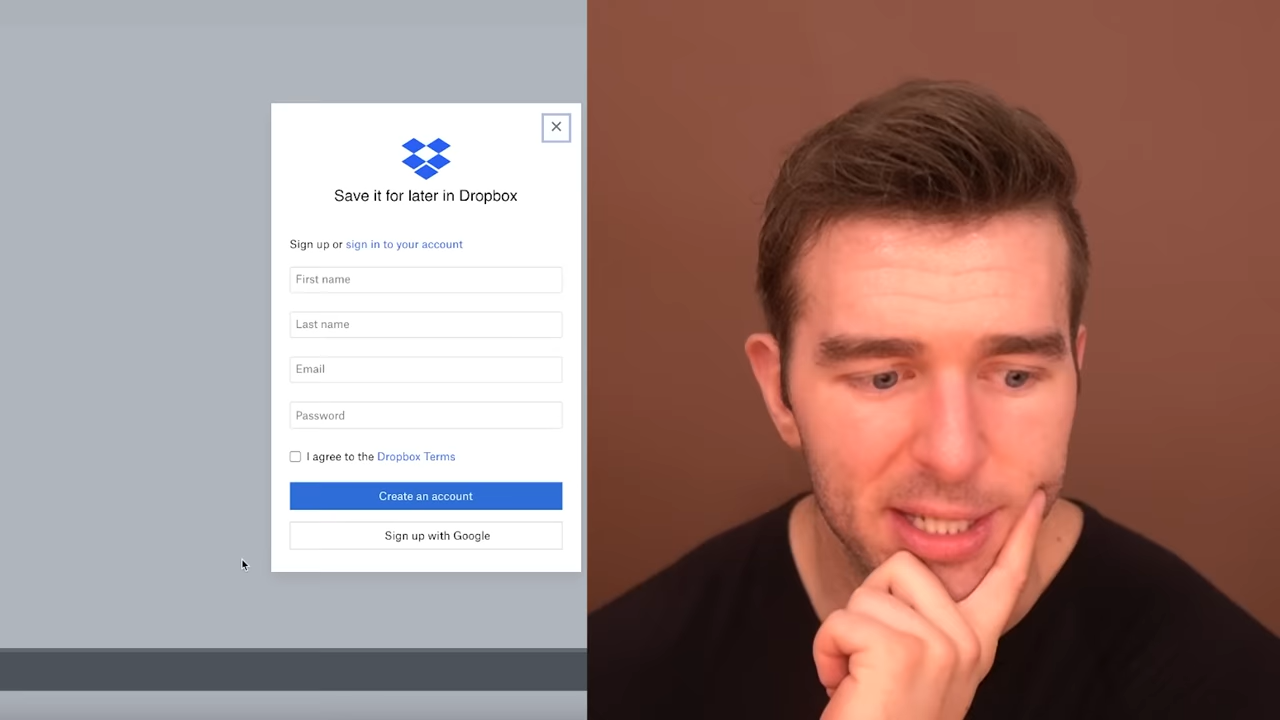 Save it for later in Dropbox
Sign up or sign in to your account
First name
Last name
Email
Password
I agree to the Dropbox Terms
Create an account
Sign up with Google